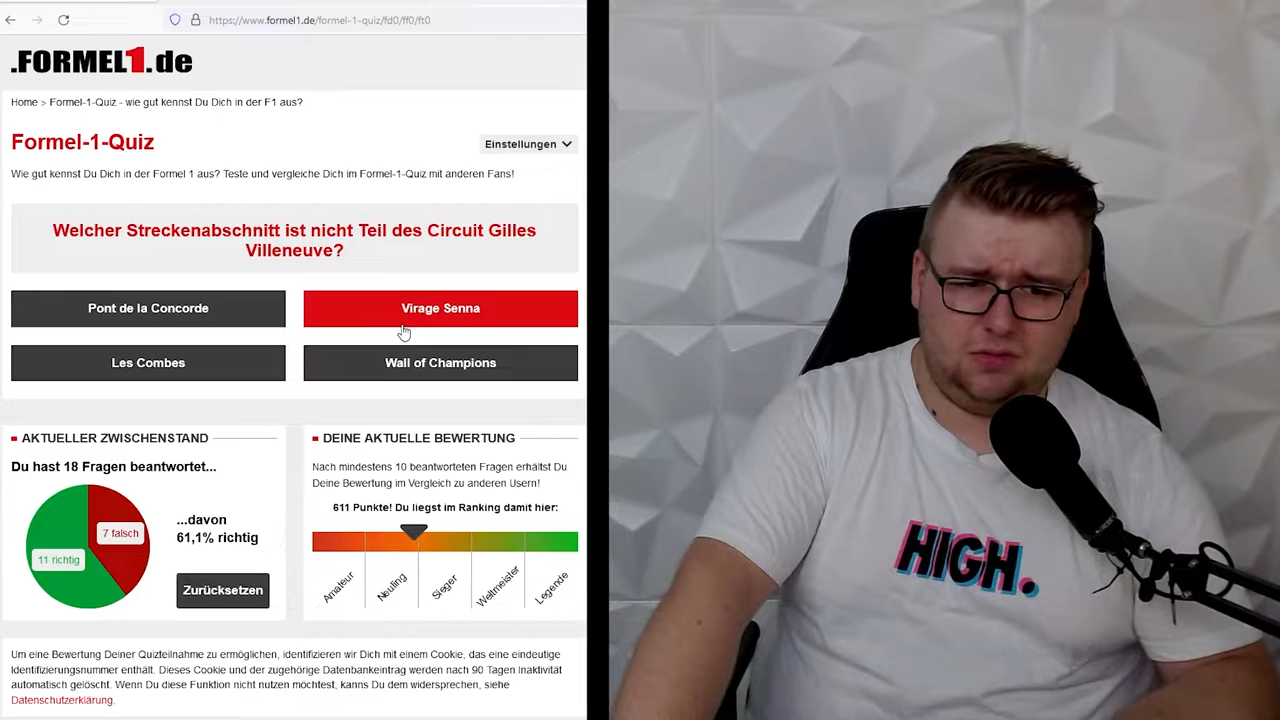 https://www.formel1.de/formel-1-quiz/fd0/ff0/ft0
.FORMEL1.de
Home > Formel-1-Quiz - wie gut kennst Du Dich in der F1 aus?
Formel-1-Quiz
Einstellungen
Wie gut kennst Du Dich in der Formel 1 aus? Teste und vergleiche Dich im Formel-1-Quiz mit anderen Fans!
Welcher Streckenabschnitt ist nicht Teil des Circuit Gilles
Villeneuve?
Pont de la Concorde
Virage Senna
Les Combes
Wall of Champions
AKTUELLER ZWISCHENSTAND
Du hast 18 Fragen beantwortet...
7 falsch
11 richtig
...davon
61,1% richtig
Zurücksetzen
DEINE AKTUELLE BEWERTUNG
Nach mindestens 10 beantworteten Fragen erhältst Du
Deine Bewertung im Vergleich zu anderen Usern!
611 Punkte! Du liegst im Ranking damit hier:
Amateur
Neuling
Sieger
Weltmeister
Legende
Um eine Bewertung Deiner Quizteilnahme zu ermöglichen, identifizieren wir Dich mit einem Cookie, das eine eindeutige
Identifizierungsnummer enthält. Dieses Cookie und der zugehörige Datenbankeintrag werden nach 90 Tagen Inaktivität
automatisch gelöscht. Wenn Du diese Funktion nicht nutzen möchtest, kanns Du dem widersprechen, siehe
Datenschutzerklärung.
HIGH.